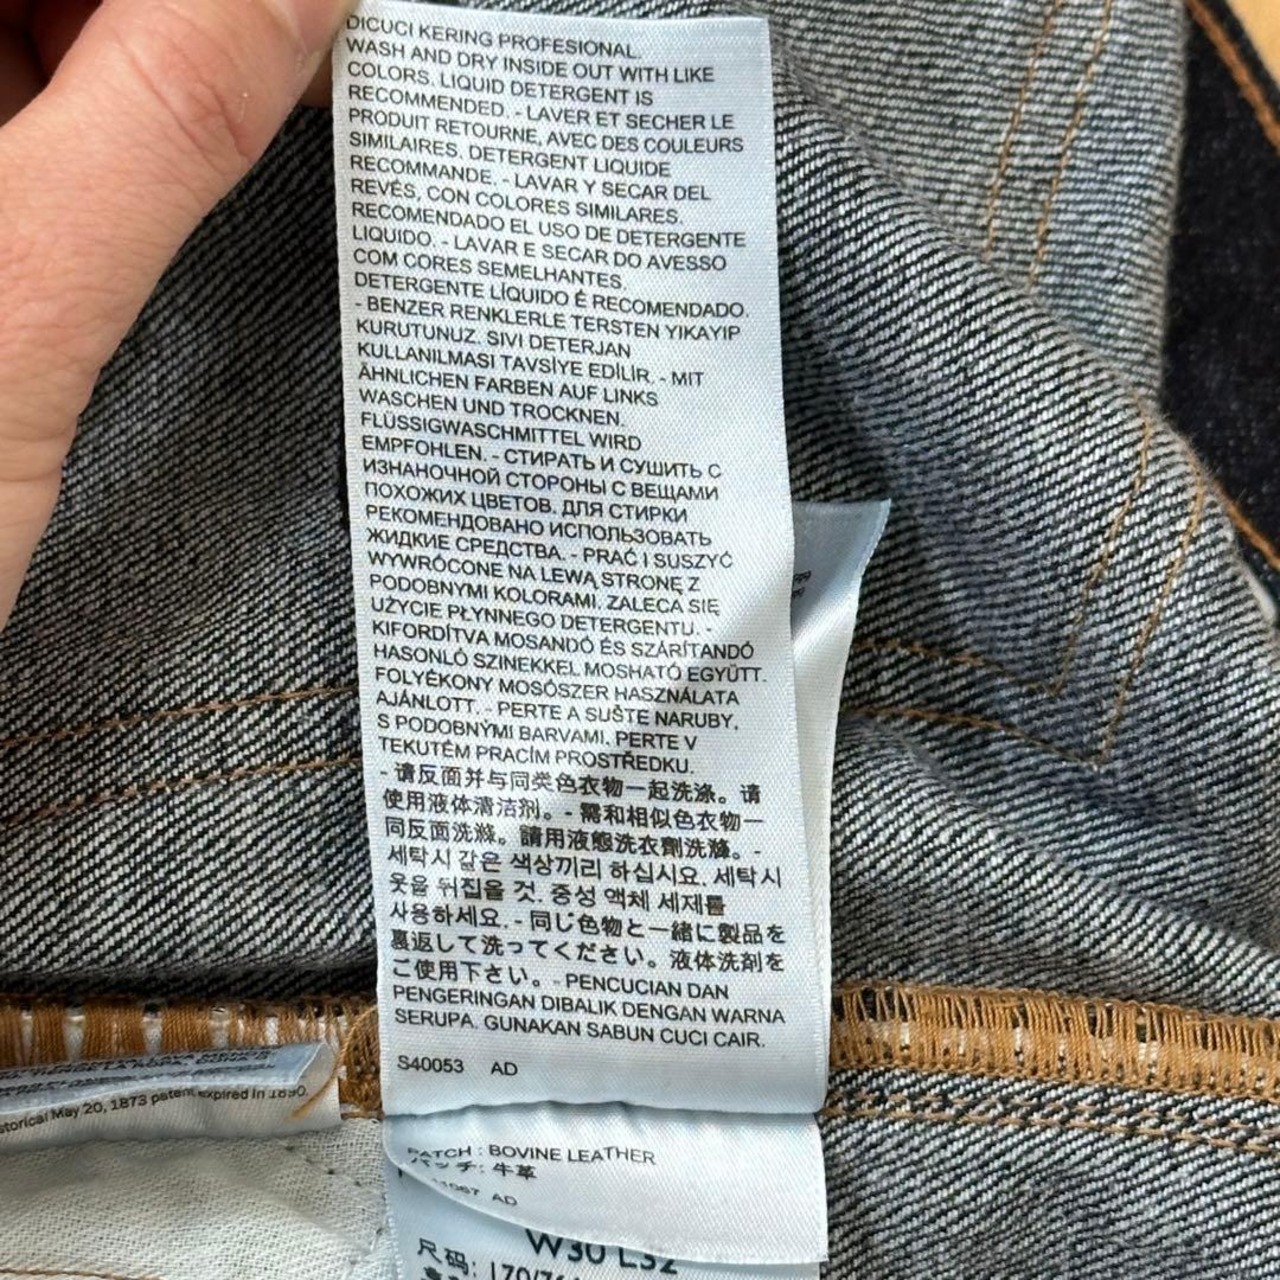 DICUCI KERING PROFESIONAL.
WASH AND DRY INSIDE OUT WITH LIKE
COLORS. LIQUID DETERGENT IS
RECOMMENDED. - LAVER ET SECHER LE
PRODUIT RETOURNE, AVEC DES COULEURS
SIMILAIRES. DETERGENT LIQUIDE
RECOMMANDE. - LAVAR Y SECAR DEL
REVÉS, CON COLORES SIMILARES.
RECOMENDADO EL USO DE DETERGENTE
LIQUIDO. - LAVAR E SECAR DO AVESSO
COM CORES SEMELHANTES.
DETERGENTE LÍQUIDO É RECOMENDADO.
- BENZER RENKLERLE TERSTEN YIKAYIP
KURUTUNUZ. SIVI DETERJAN
KULLANILMASI TAVSİYE EDİLİR. - MIT
ÄHNLICHEN FARBEN AUF LINKS
WASCHEN UND TROCKNEN.
FLÜSSIGWASCHMITTEL WIRD
EMPFOHLEN. - СТИРАТЬ И СУШИТЬ С
ИЗНАНОЧНОЙ СТОРОНЫ С ВЕЩАМИ
ПОХОЖИХ ЦВЕТОВ. ДЛЯ СТИРКИ
РЕКОМЕНДОВАНО ИСПОЛЬЗОВАТЬ
ЖИДКИЕ СРЕДСТВА. - PRAĆ I SUSZYĆ
WYWRÓCONE NA LEWĄ STRONĘ Z
PODOBNYMI KOLORAMI. ZALECA SIĘ
UŻYCIE PŁYNNEGO DETERGENTU. -
KIFORDÍTVA MOSANDÓ ÉS SZÁRÍTANDÓ
HASONLÓ SZINEKKEL MOSHATÓ EGYÜTT.
FOLYÉKONY MOSÓSZER HASZNÁLATA
AJÁNLOTT. - PERTE A SUŠTE NARUBY,
S PODOBNÝMI BARVAMI. PERTE V
TEKUTÉM PRACÍM PROSTŘEDKU.
- 请反面并与同类色衣物一起洗涤。请
使用液体清洁剂。- 需和相似色衣物一
同反面洗滌。請用液態洗衣劑洗滌。-
세탁시 같은 색상끼리 하십시요. 세탁시
옷을 뒤집을 것. 중성 액체 세제를
사용하세요. - 同じ色物と一緒に製品を
裏返して洗ってください。液体洗剤を
ご使用下さい。- PENCUCIAN DAN
PENGERINGAN DIBALIK DENGAN WARNA
SERUPA. GUNAKAN SABUN CUCI CAIR.
S40053 AD
May 20, 1873 patent expired in 1890.
PATCH : BOVINE LEATHER
パッチ : 牛革
AD
W30 L32
尺码: